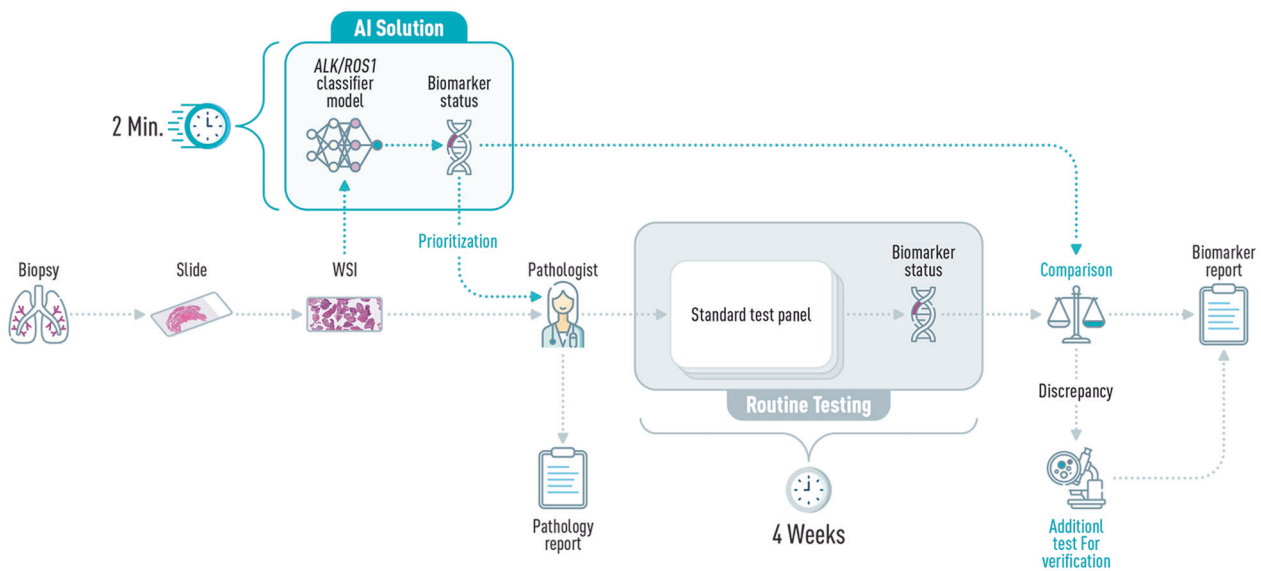 AI Solution
ALK/ROS1
classifier
model
Biomarker
status
2 Min.
Prioritization
Biopsy
Slide
WSI
Pathologist
Pathology
report
Standard test panel
Biomarker
status
Routine Testing
4 Weeks
Comparison
Discrepancy
Additionl
test For
verification
Biomarker
report